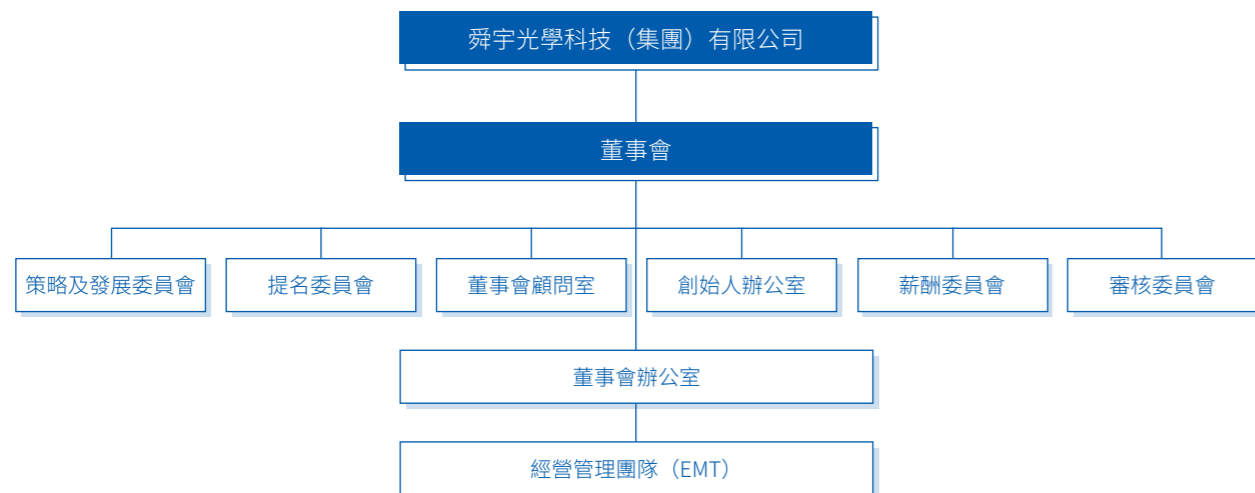 舜宇光學科技（集團）有限公司
董事會
策略及發展委員會
提名委員會
董事會顧問室
創始人辦公室
薪酬委員會
審核委員會
董事會辦公室
經營管理團隊（EMT）